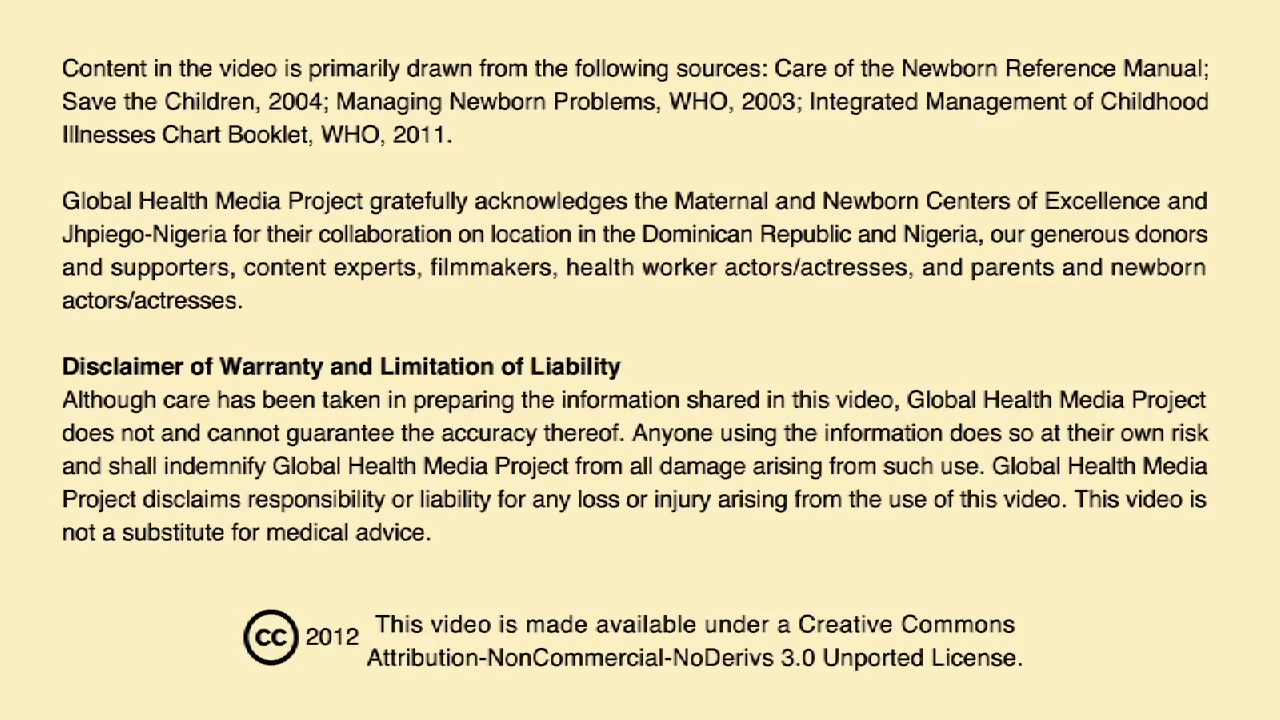 Content in the video is primarily drawn from the following sources: Care of the Newborn Reference Manual;
Save the Children, 2004; Managing Newborn Problems, WHO, 2003; Integrated Management of Childhood
Illnesses Chart Booklet, WHO, 2011.
Global Health Media Project gratefully acknowledges the Maternal and Newborn Centers of Excellence and
Jhpiego-Nigeria for their collaboration on location in the Dominican Republic and Nigeria, our generous donors
and supporters, content experts, filmmakers, health worker actors/actresses, and parents and newborn
actors/actresses.
Disclaimer of Warranty and Limitation of Liability
Although care has been taken in preparing the information shared in this video, Global Health Media Project
does not and cannot guarantee the accuracy thereof. Anyone using the information does so at their own risk
and shall indemnify Global Health Media Project from all damage arising from such use. Global Health Media
Project disclaims responsibility or liability for any loss or injury arising from the use of this video. This video is
not a substitute for medical advice.
cc 2012
This video is made available under a Creative Commons
Attribution-NonCommercial-NoDerivs 3.0 Unported License.